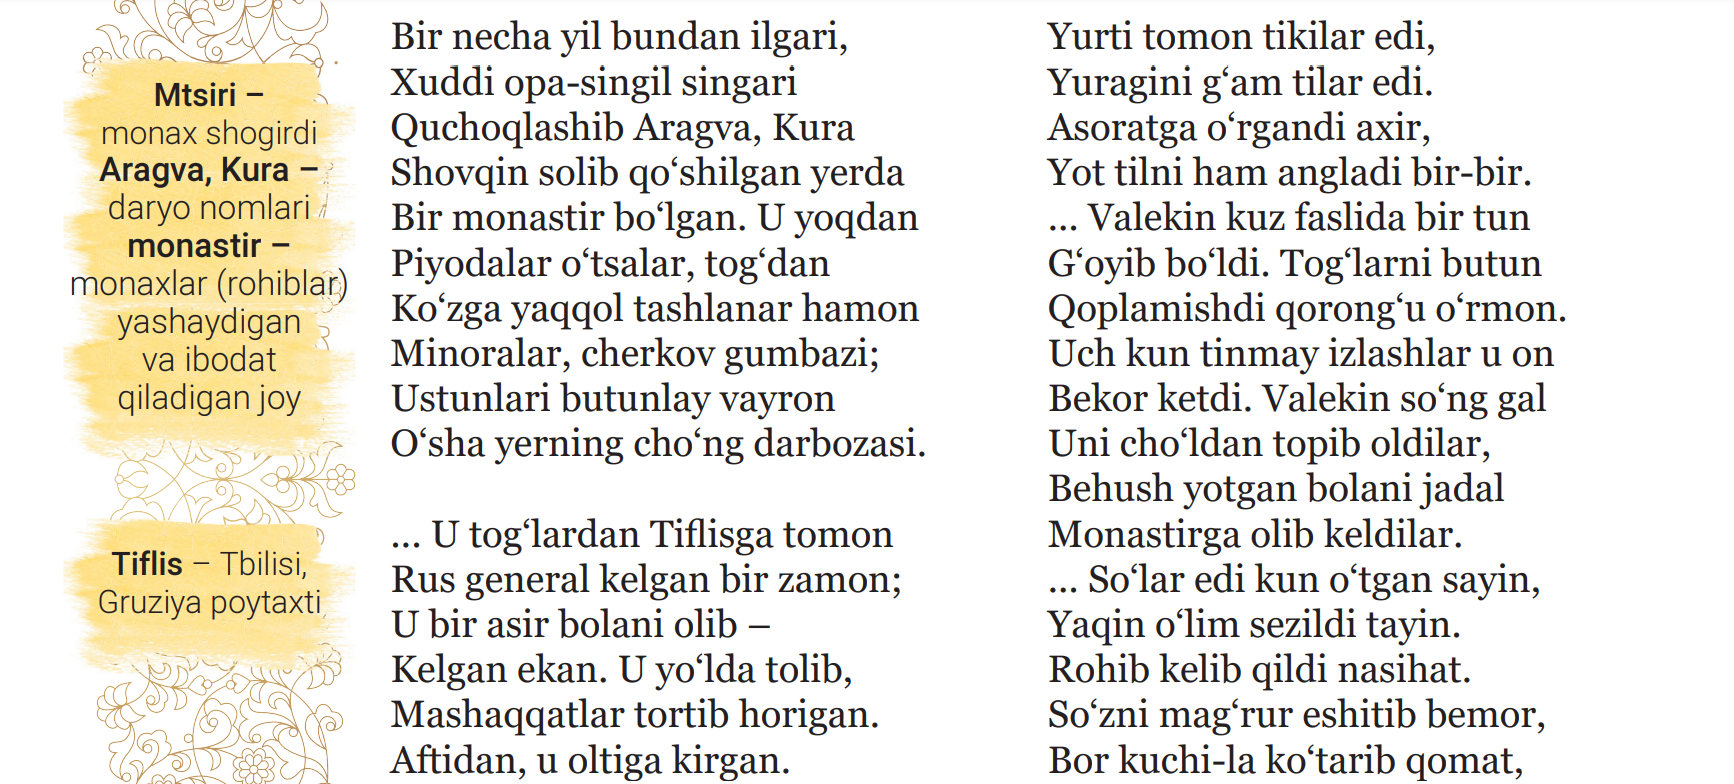 Mtsiri –
monax shogirdi
Aragva, Kura –
daryo nomlari
monastir –
monaxlar (rohiblar)
yashaydigan
va ibodat
qiladigan joy
Tiflis – Tbilisi,
Gruziya poytaxti
Bir necha yil bundan ilgari,
Xuddi opa-singil singari
Quchoqlashib Aragva, Kura
Shovqin solib qo‘shilgan yerda
Bir monastir bo‘lgan. U yoqdan
Piyodalar o‘tsalar, tog‘dan
Ko‘zga yaqqol tashlanar hamon
Minoralar, cherkov gumbazi;
Ustunlari butunlay vayron
O‘sha yerning cho‘ng darbozasi.
... U tog‘lardan Tiflisga tomon
Rus general kelgan bir zamon;
U bir asir bolani olib –
Kelgan ekan. U yo‘lda tolib,
Mashaqqatlar tortib horigan.
Aftidan, u oltiga kirgan.
Yurti tomon tikilar edi,
Yuragini g‘am tilar edi.
Asoratga o‘rgandi axir,
Yot tilni ham angladi bir-bir.
... Valekin kuz faslida bir tun
G‘oyib bo‘ldi. Tog‘larni butun
Qoplamishdi qorong‘u o‘rmon.
Uch kun tinmay izlashlar u on
Bekor ketdi. Valekin so‘ng gal
Uni cho‘ldan topib oldilar,
Behush yotgan bolani jadal
Monastirga olib keldilar.
... So‘lar edi kun o‘tgan sayin,
Yaqin o‘lim sezildi tayin.
Rohib kelib qildi nasihat.
So‘zni mag‘rur eshitib bemor,
Bor kuchi-la ko‘tarib qomat,